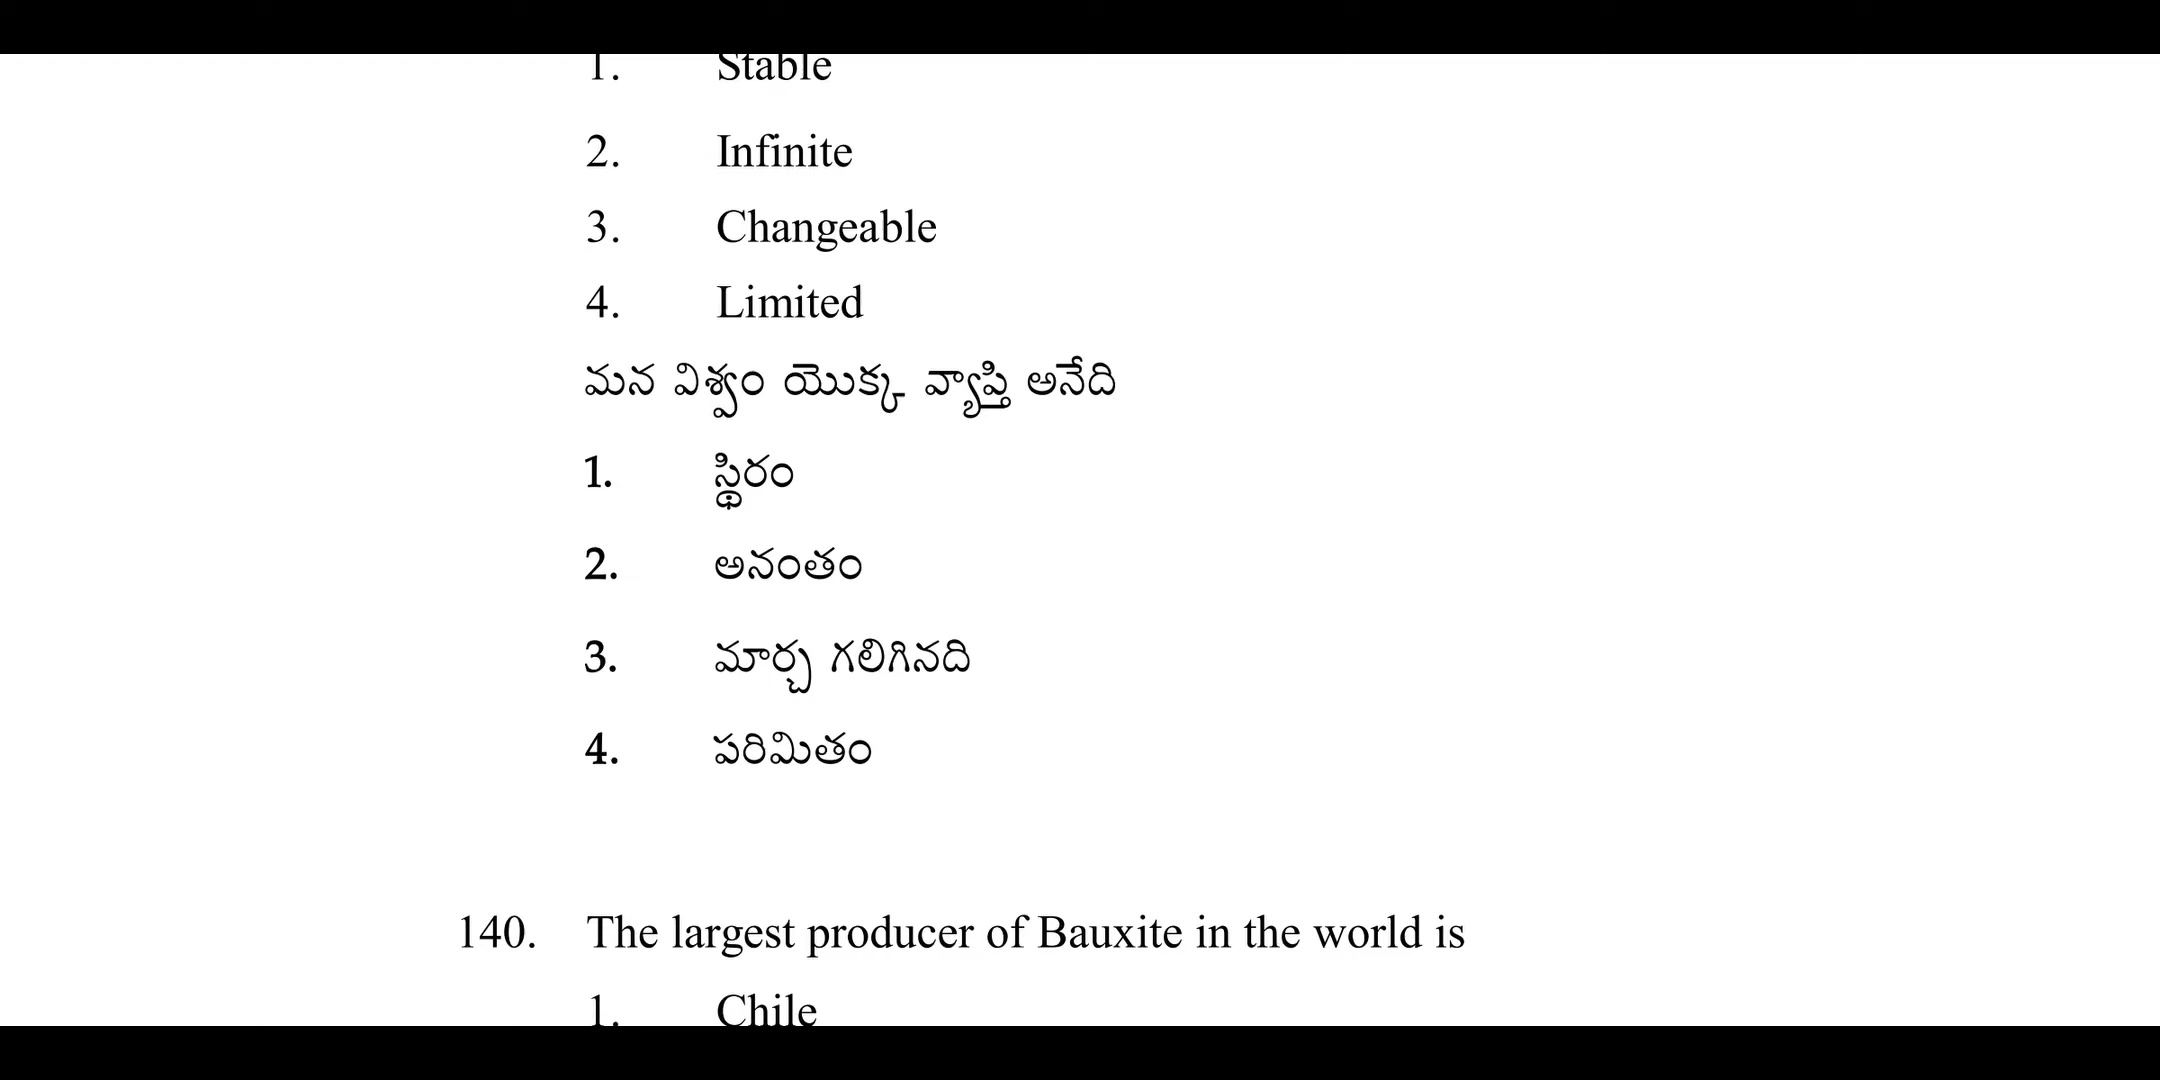 1. Stable
2. Infinite
3. Changeable
4. Limited
మన విశ్వం యొక్క వ్యాప్తి అనేది
1. స్థిరం
2. అనంతం
3. మార్చ గలిగినది
4. పరిమితం
140. The largest producer of Bauxite in the world is
1. Chile